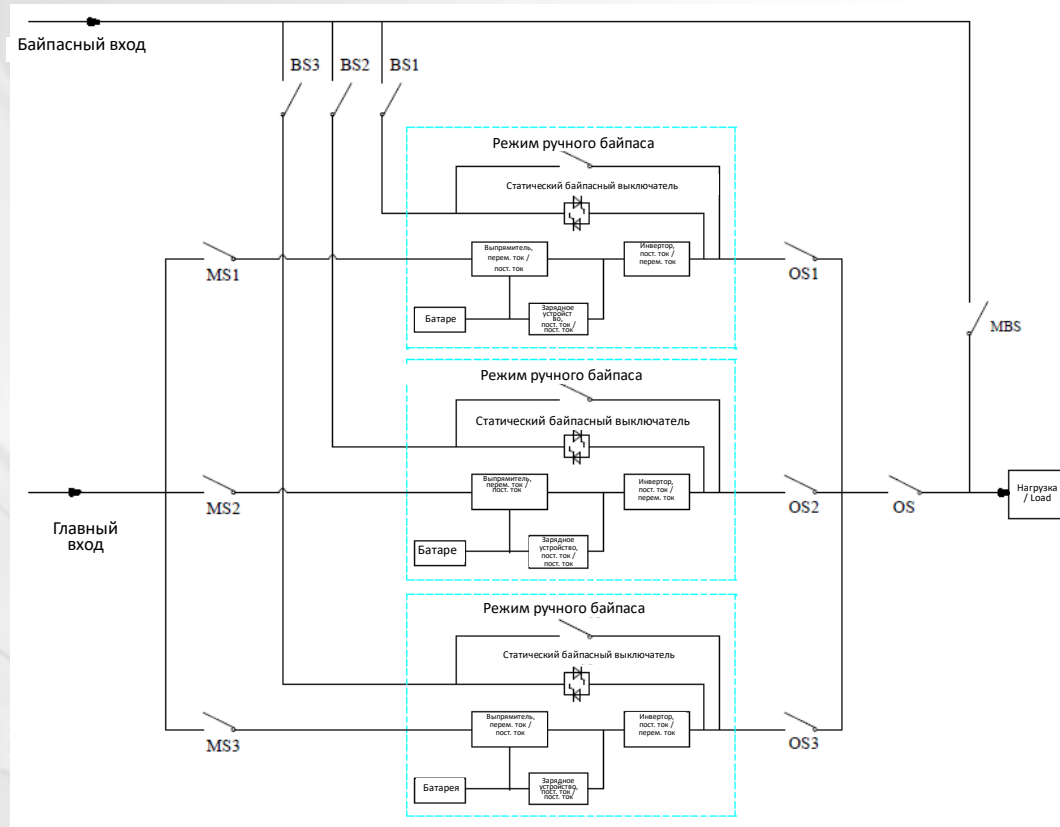 Байпасный вход
BS3
BS2
BS1
Режим ручного байпаса
Статический байпасный выключатель
Выпрямитель,
перем. ток /
пост. ток
Инвертор,
пост. ток /
перем. ток
MS1
OS1
Батаре
Зарядное
устройст
во,
пост. ток /
пост. ток
MBS
Режим ручного байпаса
Статический байпасный выключатель
Выпрямитель,
перем. ток /
пост. ток
Инвертор,
пост. ток /
перем. ток
MS2
OS2
OS
Нагрузка
/ Load
Главный
вход
Батаре
Зарядное
устройство,
пост. ток /
пост. ток
Режим ручного байпаса
Статический байпасный выключатель
Выпрямитель,
перем. ток /
пост. ток
Инвертор,
пост. ток /
перем. ток
MS3
OS3
Батарея
Зарядное
устройство,
пост. ток /
пост. ток